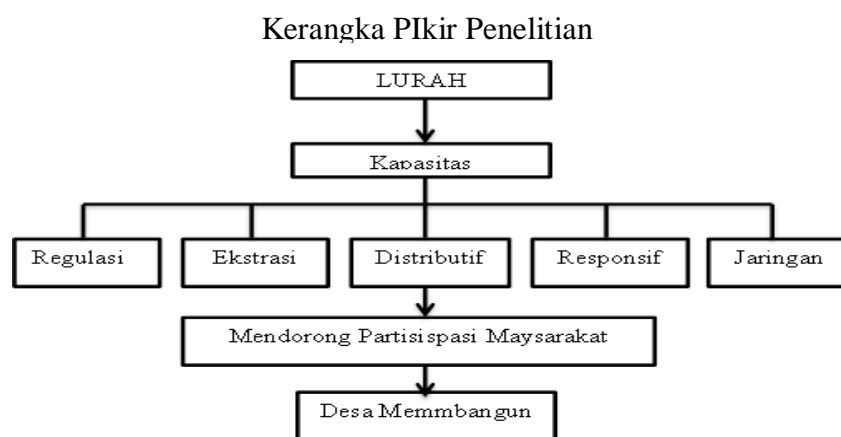 Kerangka PIkir Penelitian
LURAH
Kapasitas
Regulasi
Ekstrasi
Distributif
Responsif
Jaringan
Mendorong Partisispasi Maysarakat
Desa Memmbangun